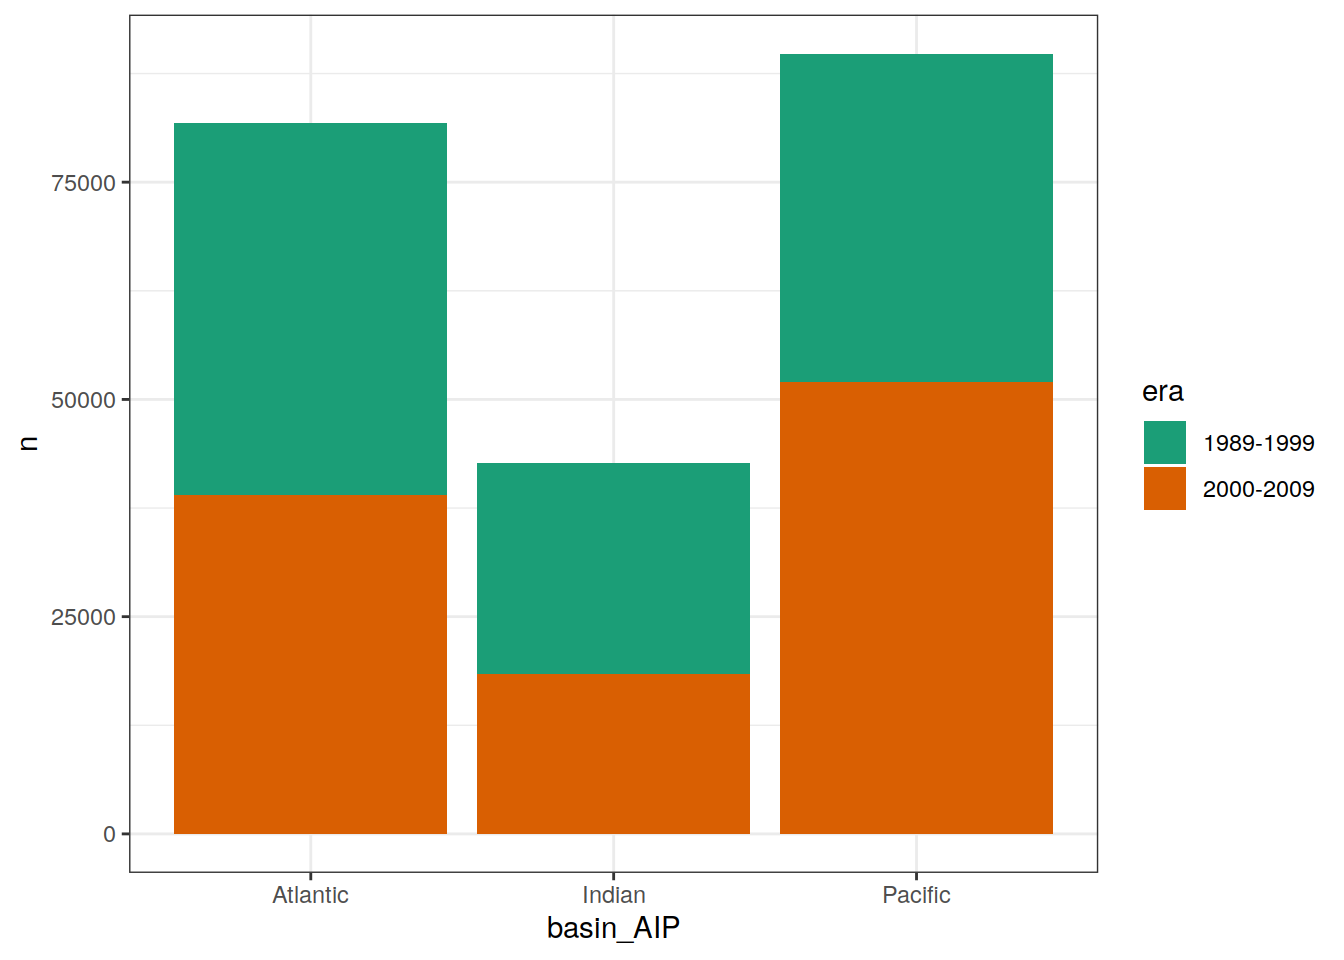 75000
50000
25000
0
n
Atlantic
Indian
Pacific
basin_AIP
era
1989-1999
2000-2009